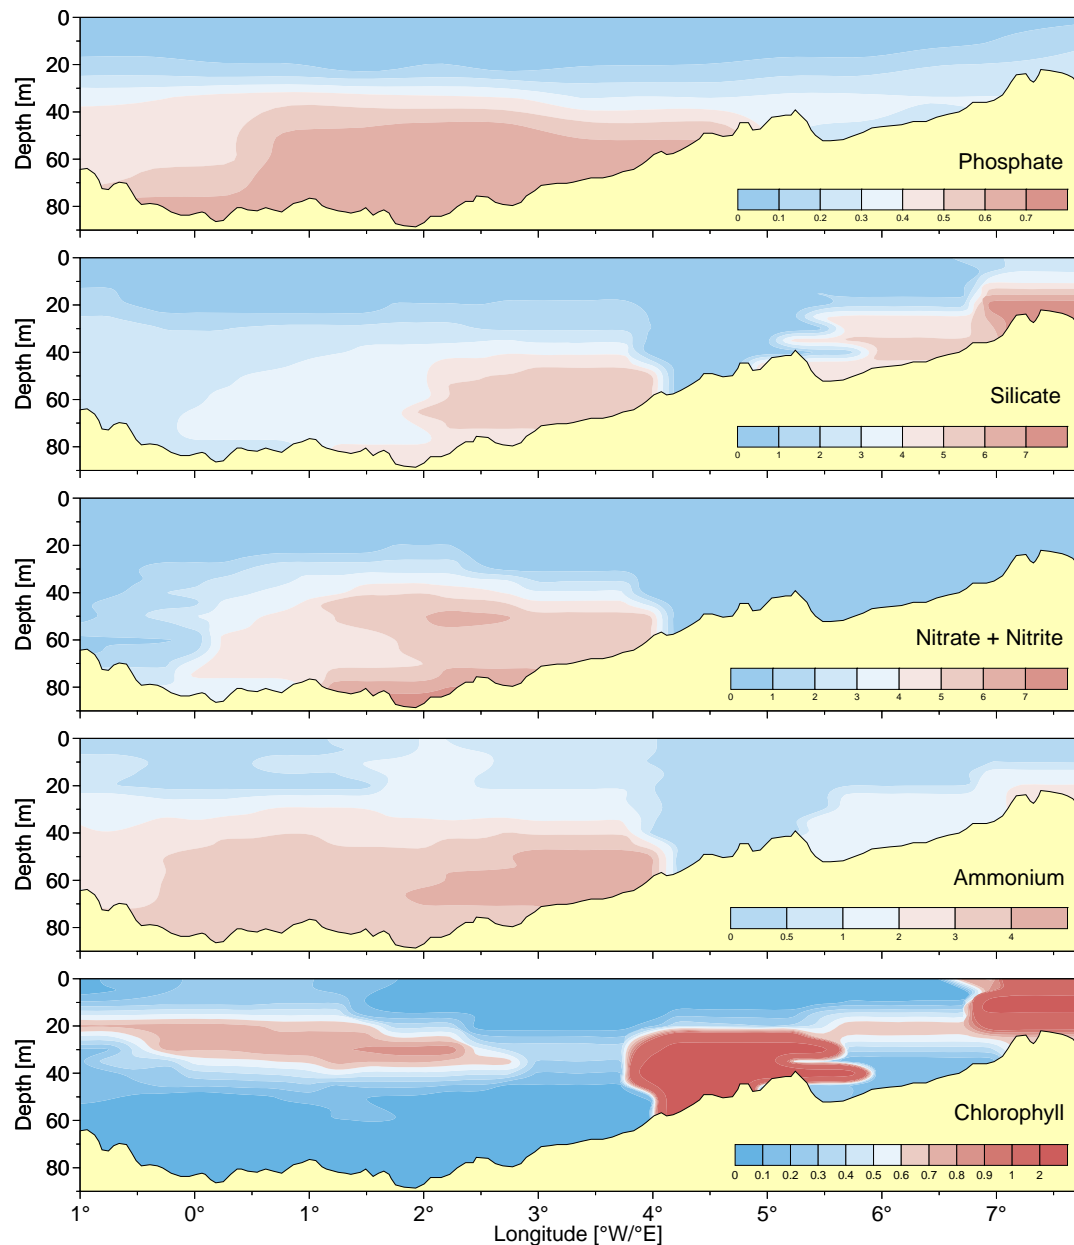 0
20
40
60
80
Depth [m]
Phosphate
0 0.1 0.2 0.3 0.4 0.5 0.6 0.7
0
20
40
60
80
Depth [m]
Silicate
0 1 2 3 4 5 6 7
0
20
40
60
80
Depth [m]
Nitrate + Nitrite
0 1 2 3 4 5 6 7
0
20
40
60
80
Depth [m]
Ammonium
0 0.5 1 2 3 4
0
20
40
60
80
Depth [m]
Chlorophyll
0 0.1 0.2 0.3 0.4 0.5 0.6 0.7 0.8 0.9 1 2
1° 0° 1° 2° 3° 4° 5° 6° 7°
Longitude [°W/°E]